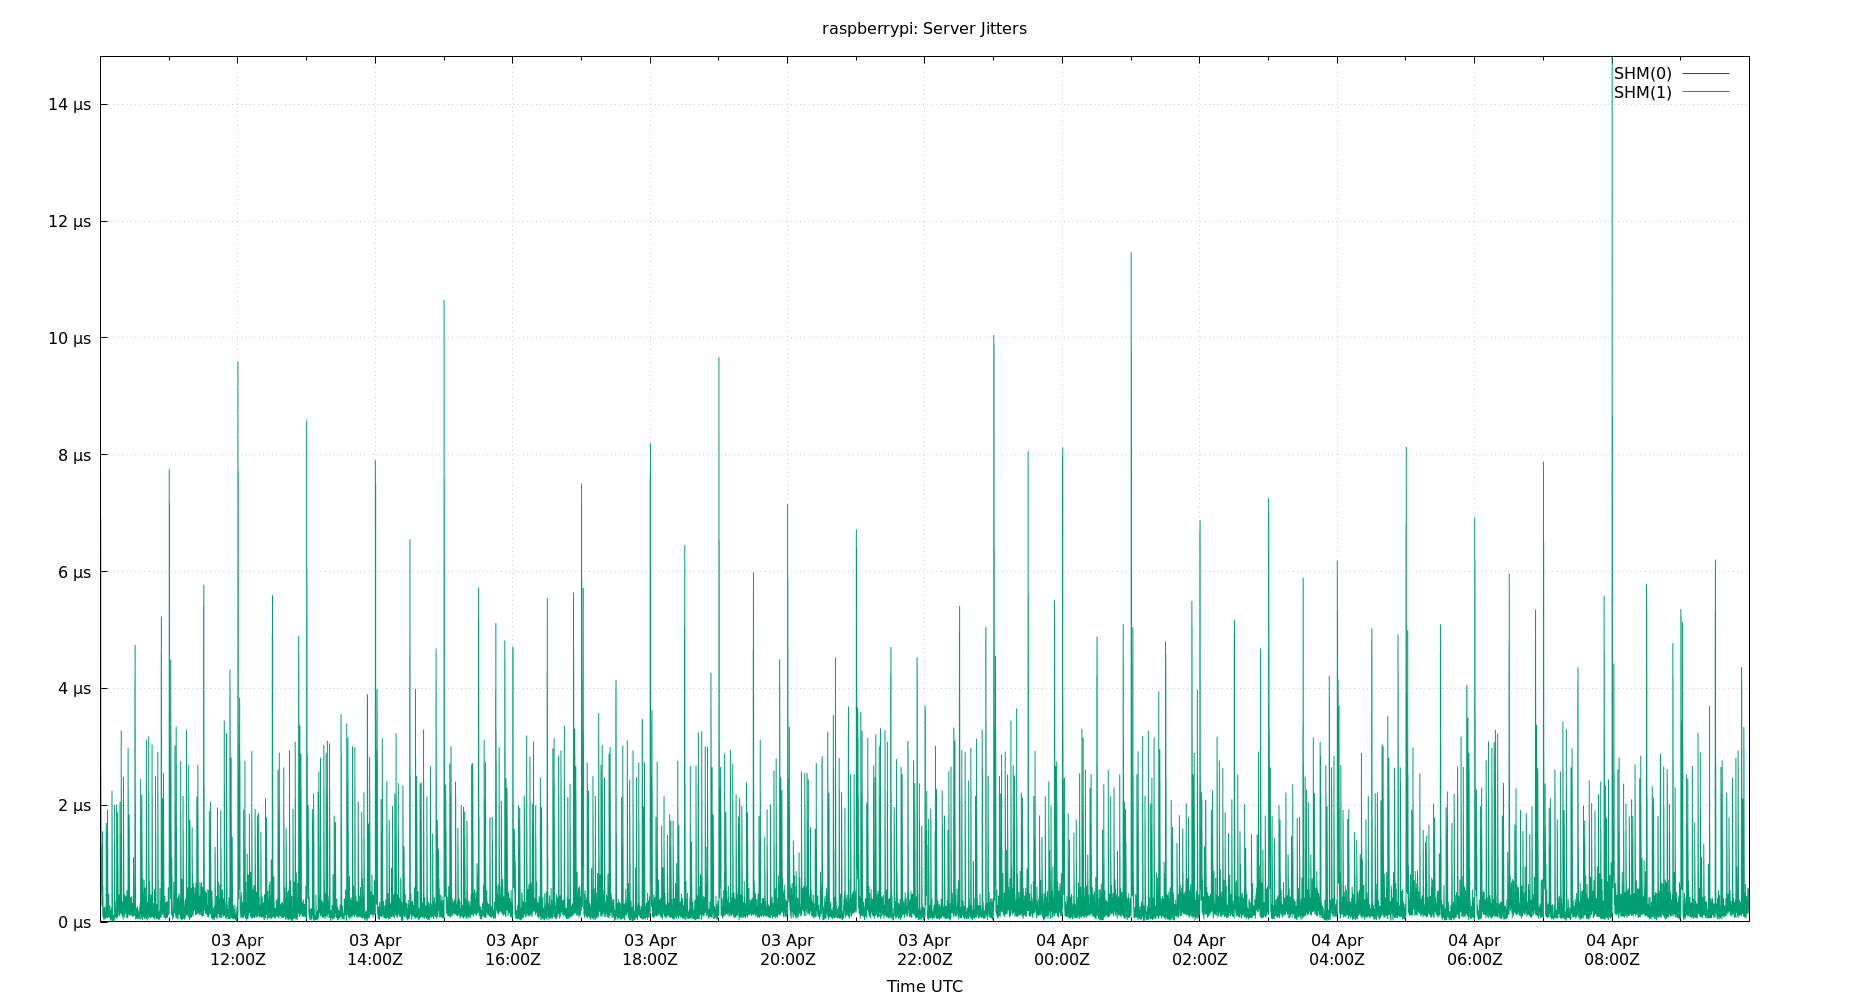 raspberrypi: Server Jitters
SHM(0)
SHM(1)
14 µs
12 µs
10 µs
8 µs
6 µs
4 µs
2 µs
0 µs
03 Apr 03 Apr 03 Apr 03 Apr 03 Apr 03 Apr 04 Apr 04 Apr 04 Apr 04 Apr 04 Apr
12:00Z 14:00Z 16:00Z 18:00Z 20:00Z 22:00Z 00:00Z 02:00Z 04:00Z 06:00Z 08:00Z
Time UTC